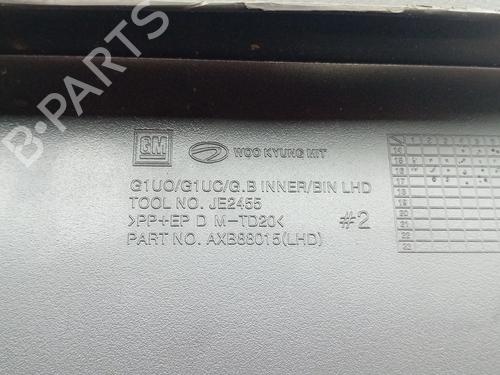 B-PARTS
GM
WOO KYUNG MIT
G1UO/G1UC/G.B INNER/BIN LHD
TOOL NO. JE2455
>PP+EPDM-TD20<
#2
PART NO. AXB88015(LHD)